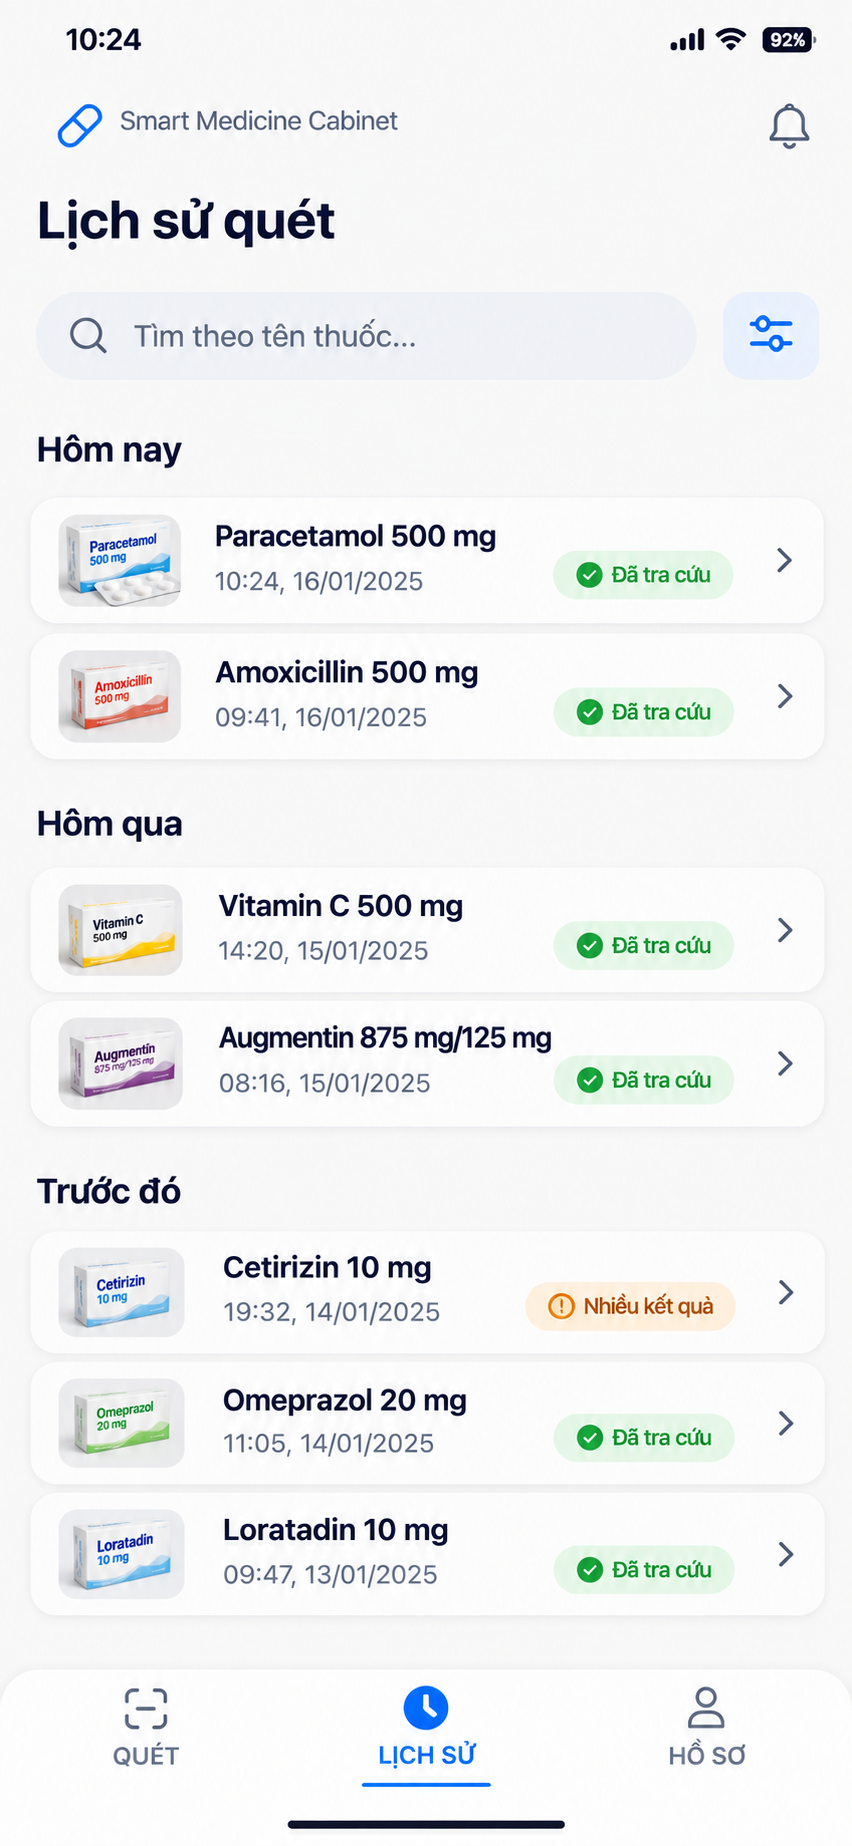 10:24
92%
Smart Medicine Cabinet
Lịch sử quét
Tìm theo tên thuốc...
Hôm nay
Paracetamol
500 mg
Paracetamol 500 mg
10:24, 16/01/2025
Đã tra cứu
Amoxicillin
500 mg
Amoxicillin 500 mg
09:41, 16/01/2025
Đã tra cứu
Hôm qua
Vitamin C
500 mg
Vitamin C 500 mg
14:20, 15/01/2025
Đã tra cứu
Augmentin
875 mg/125 mg
Augmentin 875 mg/125 mg
08:16, 15/01/2025
Đã tra cứu
Trước đó
Cetirizin
10 mg
Cetirizin 10 mg
19:32, 14/01/2025
Nhiều kết quả
Omeprazol
20 mg
Omeprazol 20 mg
11:05, 14/01/2025
Đã tra cứu
Loratadin
10 mg
Loratadin 10 mg
09:47, 13/01/2025
Đã tra cứu
QUÉT
LỊCH SỬ
HỒ SƠ